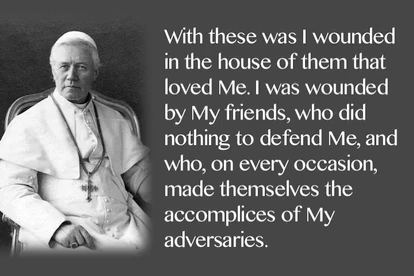 With these was I wounded
in the house of them that
loved Me. I was wounded
by My friends, who did
nothing to defend Me, and
who, on every occasion,
made themselves the
accomplices of My
adversaries.